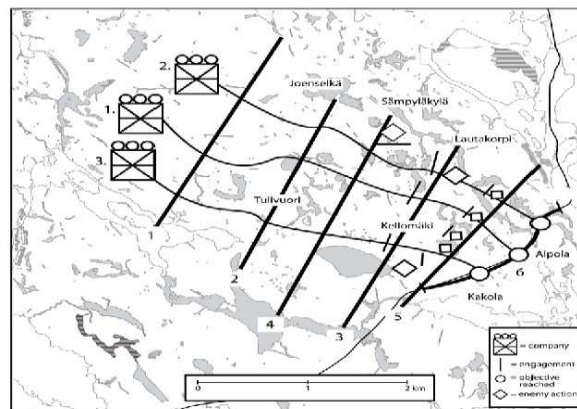 2.
Joenselkä
Sämpyläkylä
1.
Lautakorpi
3.
Tulivuori
1
Kellomäki
Alpola
6
2
Kakola
4
3
5
= company
= engagement
= objective
reached
= enemy action
0
1
2 km